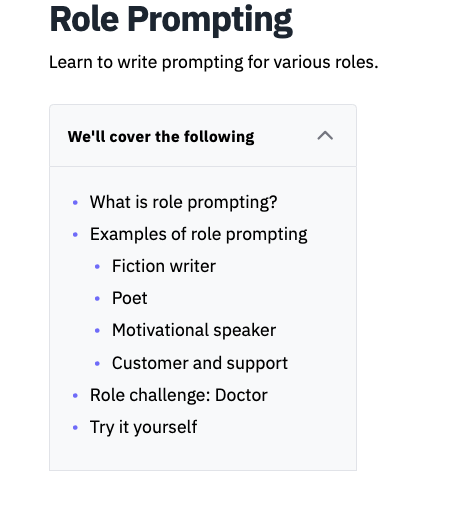 Role Prompting
Learn to write prompting for various roles.
We'll cover the following
What is role prompting?
Examples of role prompting
Fiction writer
Poet
Motivational speaker
Customer and support
Role challenge: Doctor
Try it yourself